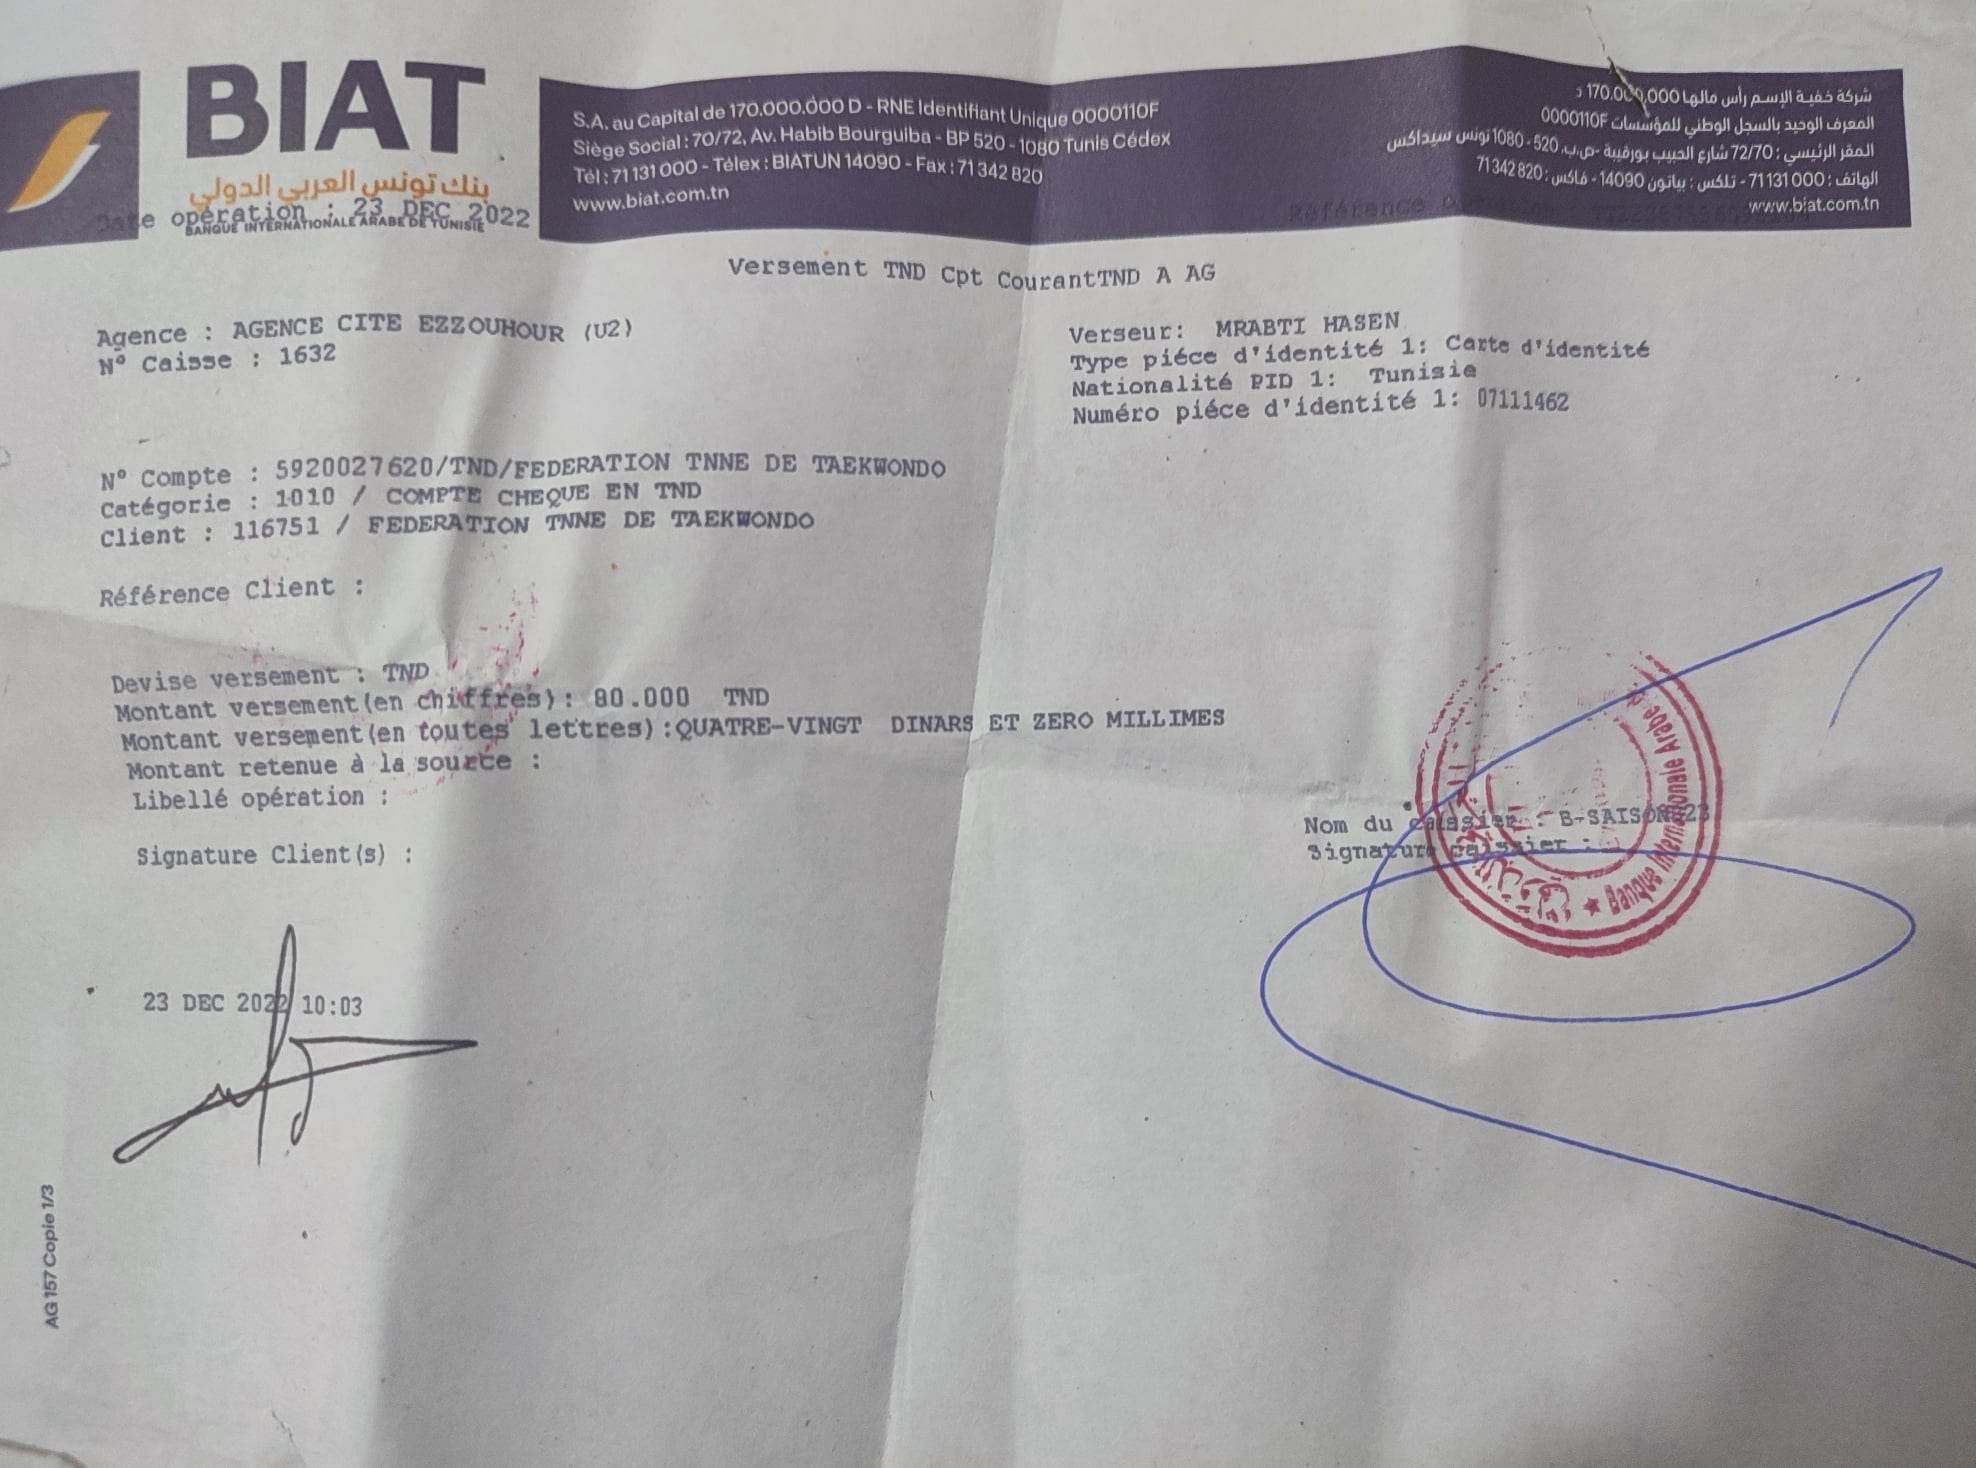 BIAT
بنك تونس العربي الدولي
BANQUE INTERNATIONALE ARABE DE TUNISIE
Date opération : 23 DEC 2022
S.A. au Capital de 170.000.000 D - RNE Identifiant Unique 0000110F
Siège Social : 70/72, Av. Habib Bourguiba - BP 520 - 1080 Tunis Cédex
Tél : 71 131 000 - Télex : BIATUN 14090 - Fax : 71 342 820
www.biat.com.tn
شركة خفية الإسم رأس مالها 170.000,000 د
المعرف الوحيد بالسجل الوطني للمؤسسات 0000110F
المقر الرئيسي : 72/70 شارع الحبيب بورقيبة -ص.ب. 520 - 1080 تونس سيداكس
الهاتف : 71131000 - تلكس : بياتون 14090 - فاكس : 71342820
www.biat.com.tn
Référence
Versement TND Cpt CourantTND A AG
Agence : AGENCE CITE EZZOUHOUR (U2)
N° Caisse : 1632
Verseur: MRABTI HASEN
Type piéce d'identité 1: Carte d'identité
Nationalité PID 1: Tunisie
Numéro piéce d'identité 1: 07111462
N° Compte : 5920027620/TND/FEDERATION TNNE DE TAEKWONDO
Catégorie : 1010 / COMPTE CHEQUE EN TND
Client : 116751 / FEDERATION TNNE DE TAEKWONDO
Référence Client :
Devise versement : TND
Montant versement(en chiffres): 80.000 TND
Montant versement(en toutes lettres):QUATRE-VINGT DINARS ET ZERO MILLIMES
Montant retenue à la source :
Libellé opération :
Nom du caissier : B-SAISON823
Signature caissier :
Banque Internationale Arabe
Signature Client(s) :
23 DEC 2022 10:03
AG 157 Copie 1/3